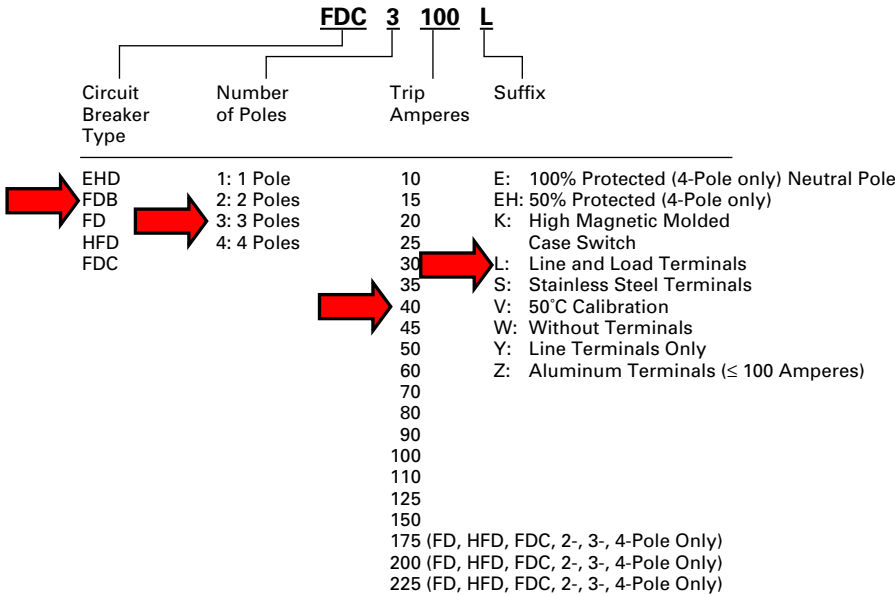 FDC 3 100 L
Circuit Number Trip Suffix
Breaker of Poles Amperes
Type
EHD 1: 1 Pole 10 E: 100% Protected (4-Pole only) Neutral Pole
FDB 2: 2 Poles 15 EH: 50% Protected (4-Pole only)
FD 3: 3 Poles 20 K: High Magnetic Molded
HFD 4: 4 Poles 25 Case Switch
FDC 30 L: Line and Load Terminals
35 S: Stainless Steel Terminals
40 V: 50°C Calibration
45 W: Without Terminals
50 Y: Line Terminals Only
60 Z: Aluminum Terminals (≤ 100 Amperes)
70
80
90
100
110
125
150
175 (FD, HFD, FDC, 2-, 3-, 4-Pole Only)
200 (FD, HFD, FDC, 2-, 3-, 4-Pole Only)
225 (FD, HFD, FDC, 2-, 3-, 4-Pole Only)